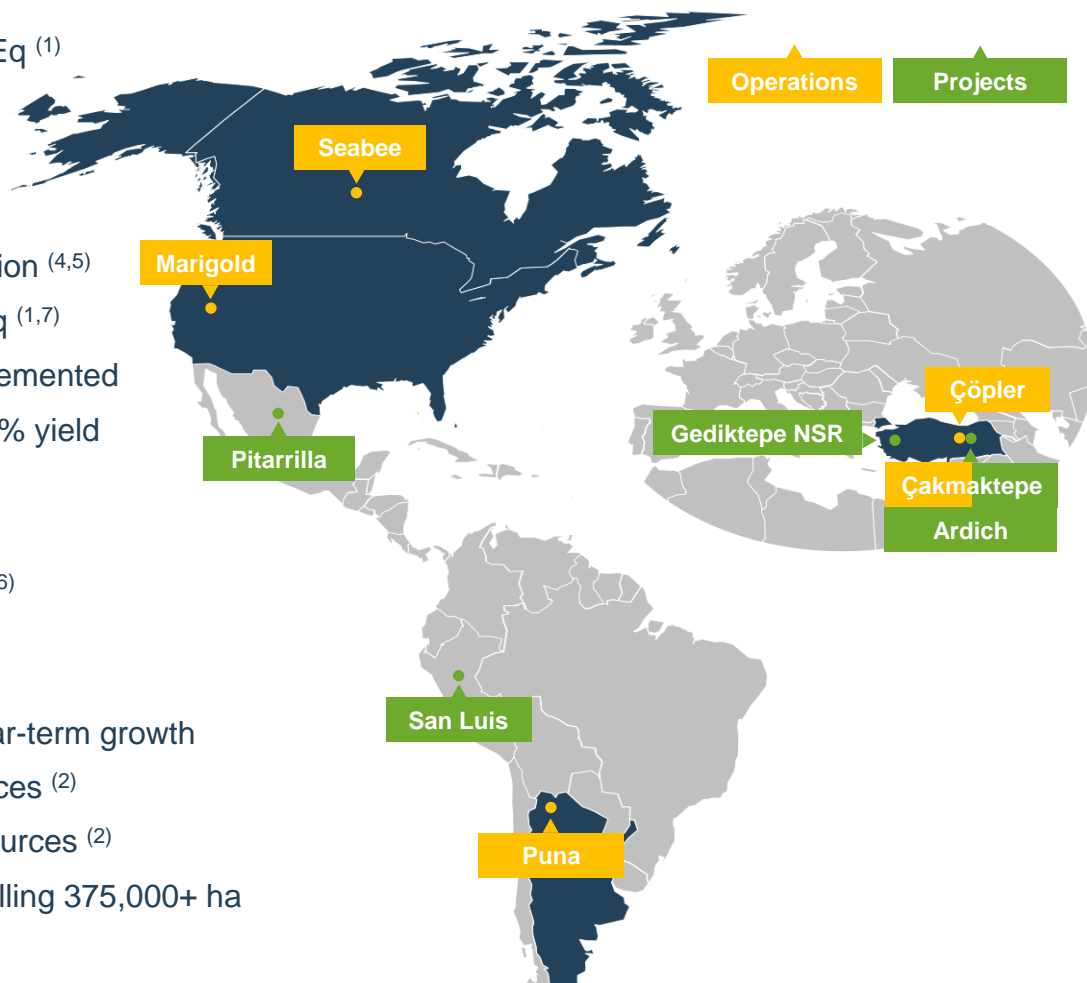 Eq (1)
Operations
Projects
Seabee
Marigold
ion (4,5)
q (1,7)
emented
% yield
Çöpler
Gediktepe NSR
Pitarrilla
Çakmaktepe
Ardich
6)
San Luis
ar-term growth
ces (2)
urces (2)
Puna
lling 375,000+ ha